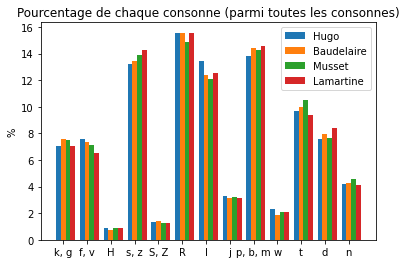 Pourcentage de chaque consonne (parmi toutes les consonnes)
Hugo
Baudelaire
Musset
Lamartine
%
16
14
12
10
8
6
4
2
0
k, g f, v H s, z S, Z R l j p, b, m w t d n